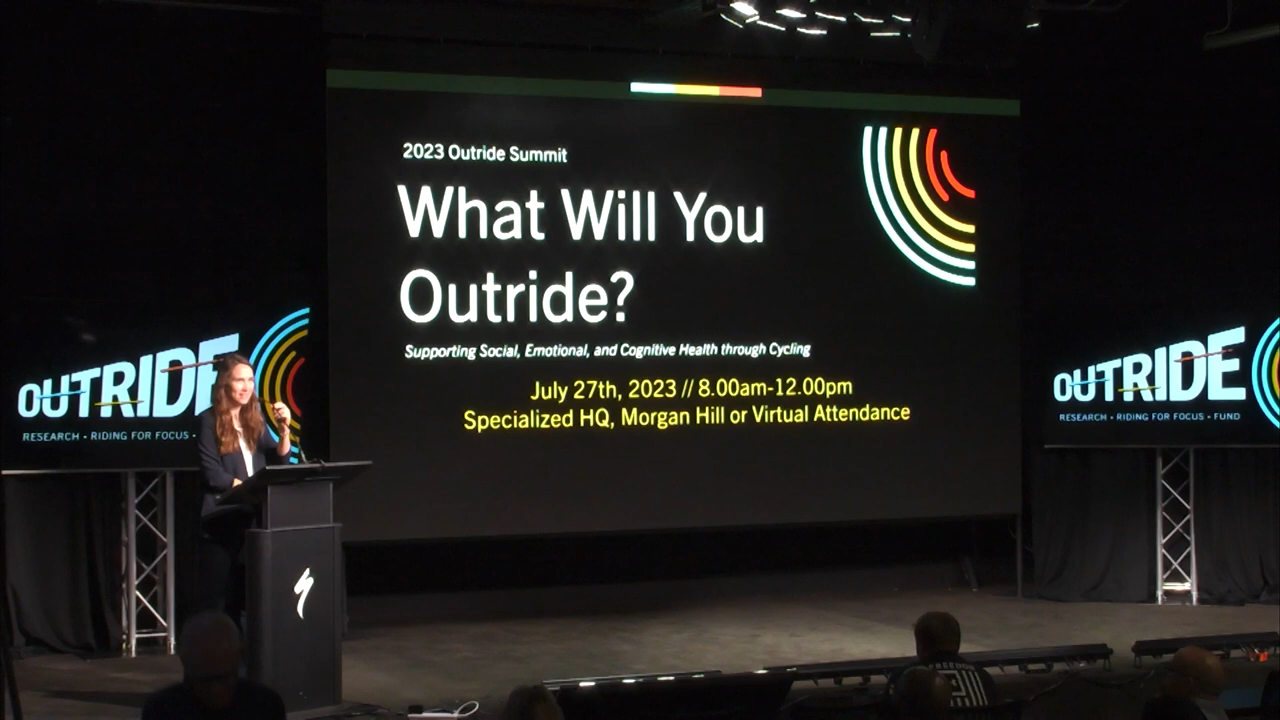 2023 Outride Summit
What Will You
Outride?
Supporting Social, Emotional, and Cognitive Health through Cycling
July 27th, 2023 // 8.00am-12.00pm
Specialized HQ, Morgan Hill or Virtual Attendance
OUTRIDE
RESEARCH • RIDING FOR FOCUS •
OUTRIDE
RESEARCH • RIDING FOR FOCUS • FUND
FREEDOM